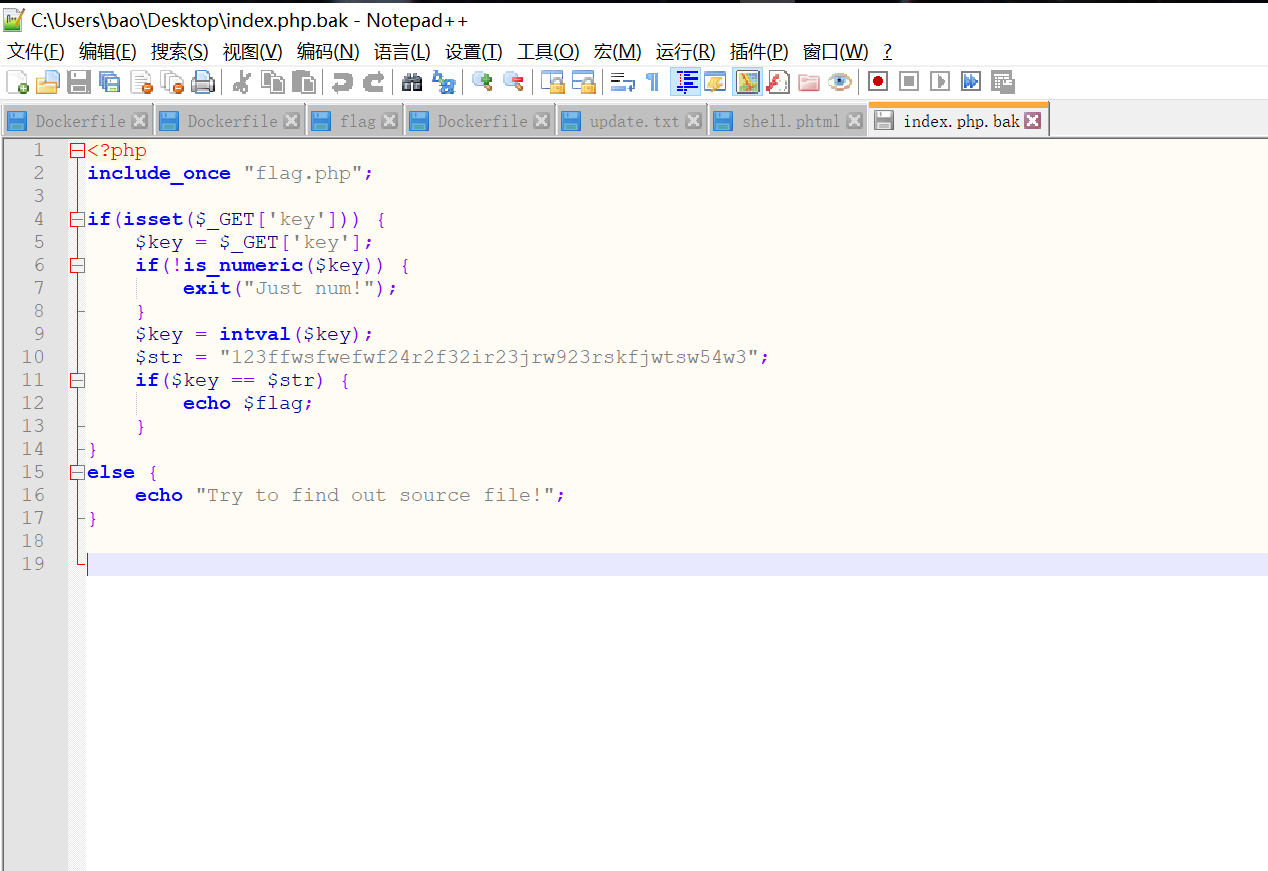 C:\Users\bao\Desktop\index.php.bak - Notepad++
文件(F) 编辑(E) 搜索(S) 视图(V) 编码(N) 语言(L) 设置(T) 工具(O) 宏(M) 运行(R) 插件(P) 窗口(W) ?
Dockerfile Dockerfile flag Dockerfile update.txt shell.phtml index.php.bak
1 <?php
2 include_once "flag.php";
3
4 if(isset($_GET['key'])) {
5     $key = $_GET['key'];
6     if(!is_numeric($key)) {
7         exit("Just num!");
8     }
9     $key = intval($key);
10     $str = "123ffwsfwefwf24r2f32ir23jrw923rskfjwtsw54w3";
11     if($key == $str) {
12         echo $flag;
13     }
14 }
15 else {
16     echo "Try to find out source file!";
17 }
18
19